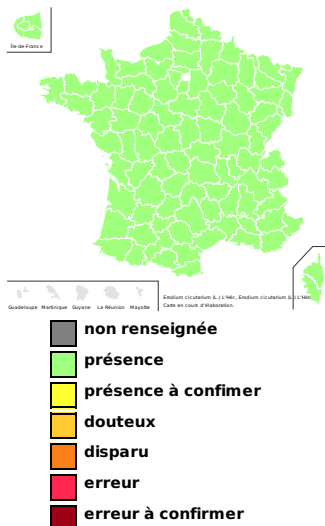 Île-de-France
Guadeloupe Martinique Guyane La Réunion Mayotte
Erodium cicutarium (L.) L'Hér., Erodium cicutarium (L.) L'Hér.
Carte en cours d'élaboration.
non renseignée
présence
présence à confimer
douteux
disparu
erreur
erreur à confirmer